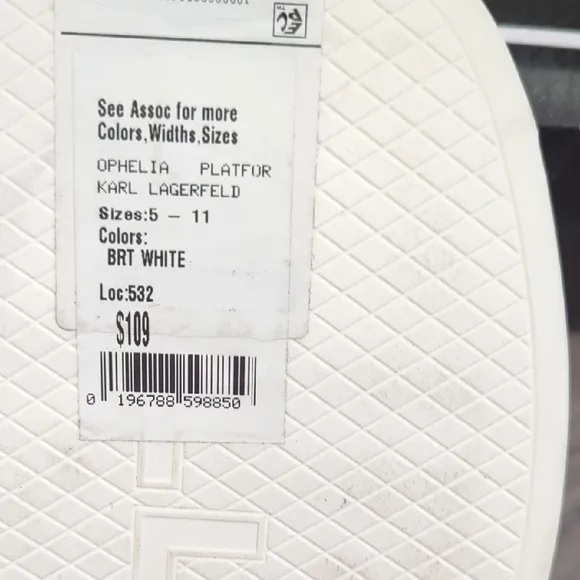 See Assoc for more
Colors,Widths,Sizes
OPHELIA PLATFOR
KARL LAGERFELD
Sizes:5 - 11
Colors:
BRT WHITE
Loc:532
$109
0 196788 598850